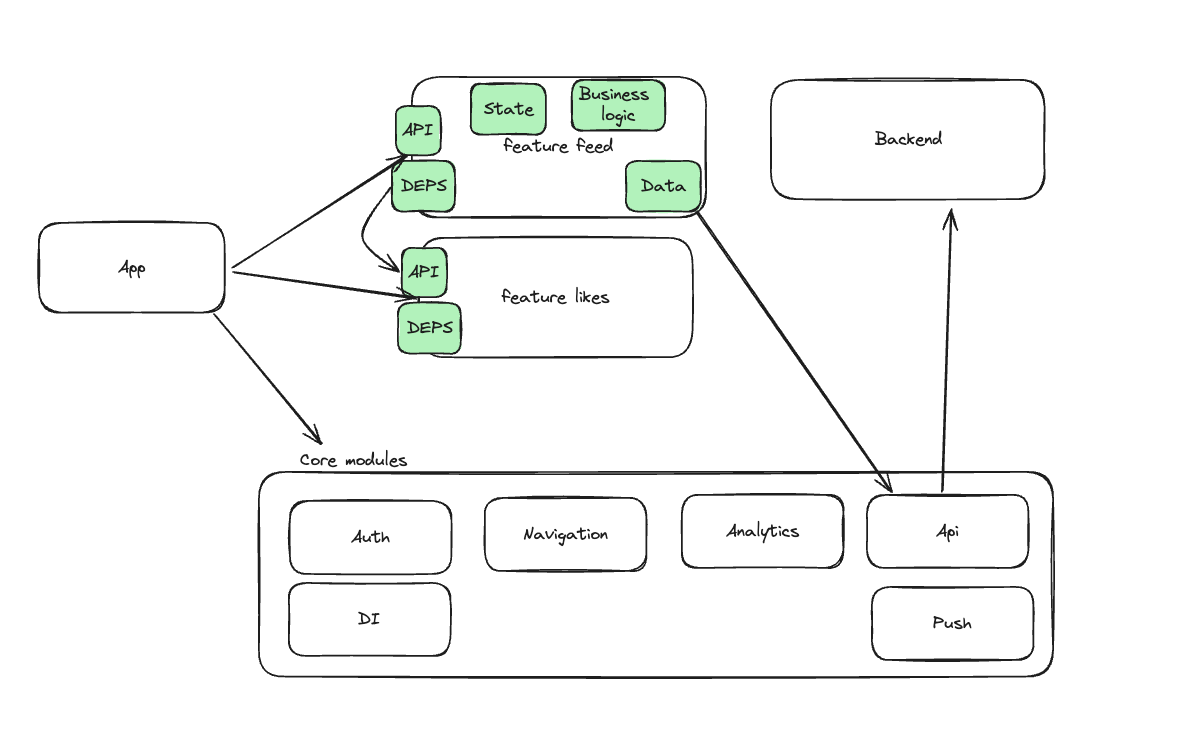 State
Business
logic
API
feature feed
DEPS
Data
Backend
App
API
feature likes
DEPS
Core modules
Auth
Navigation
Analytics
Api
DI
Push